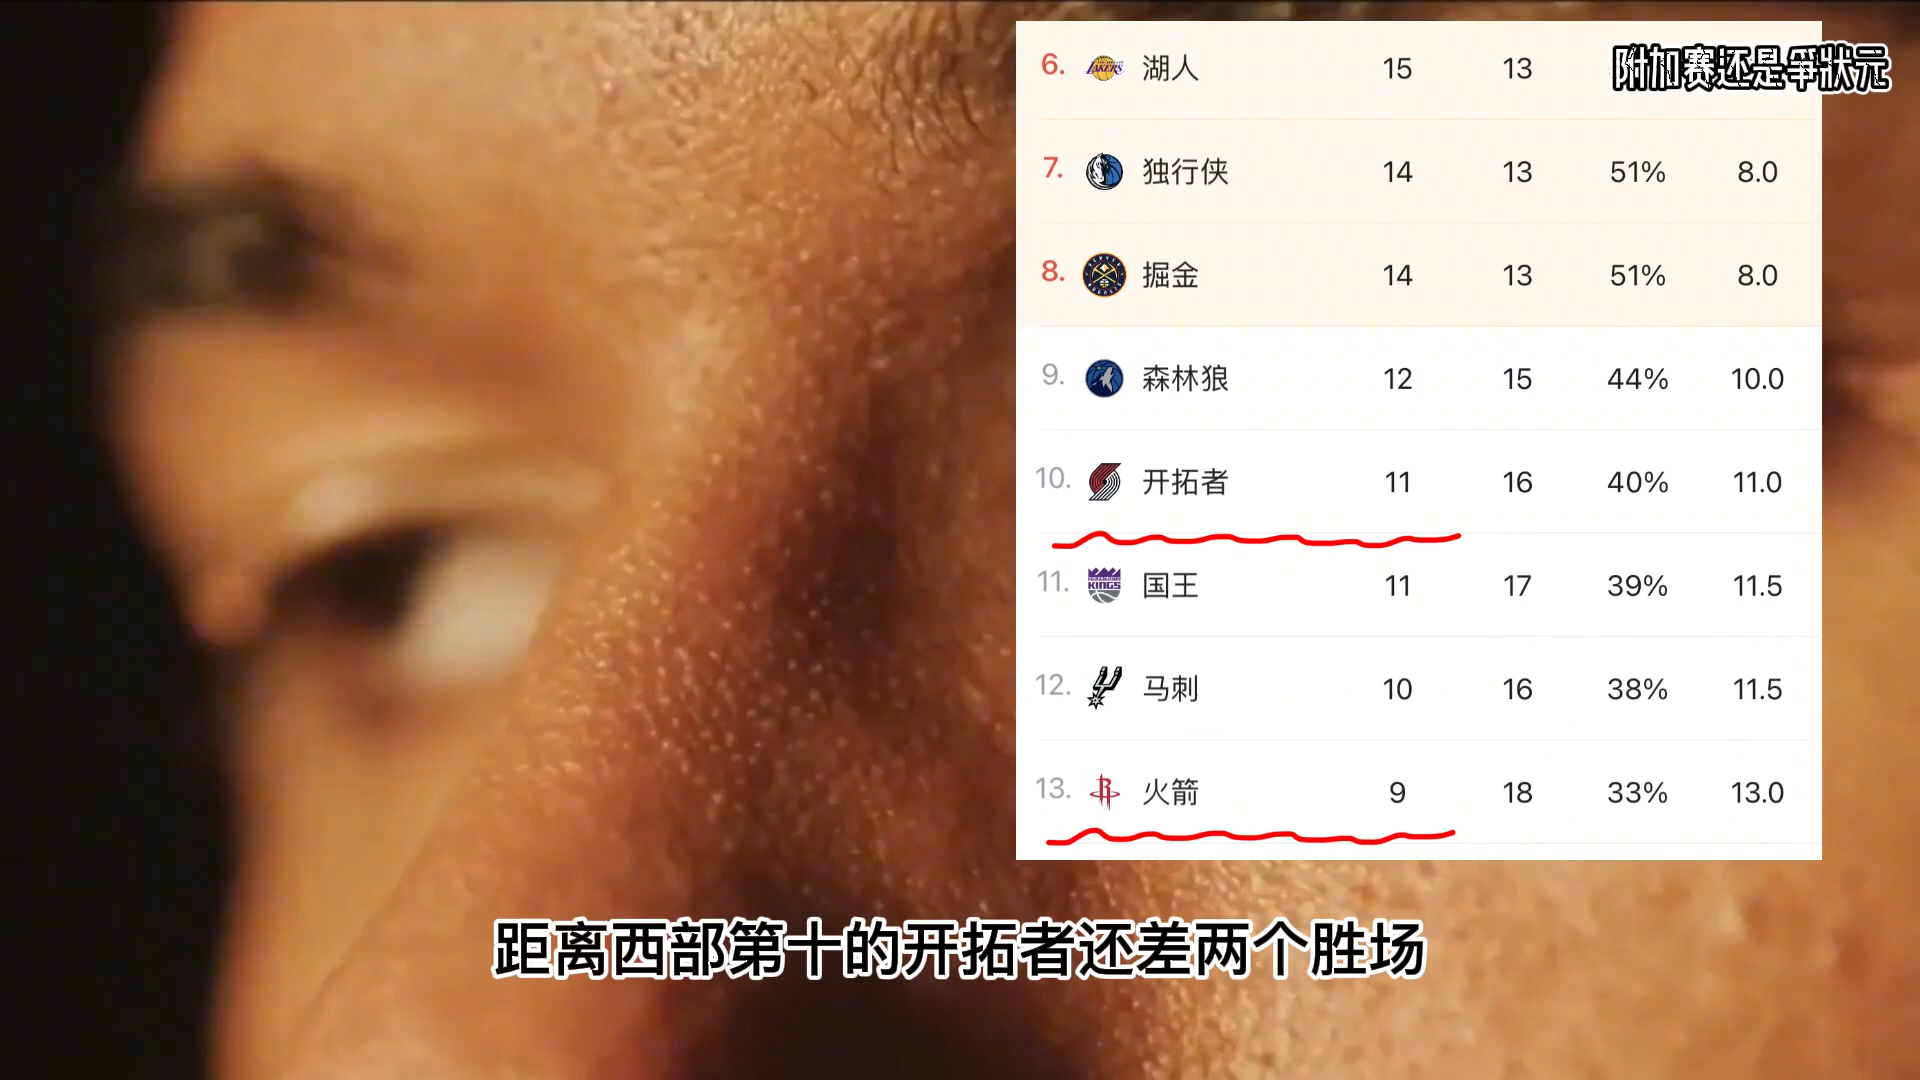 附加赛还是爭狀元
6. LAKERS 湖人 15 13
7. 独行侠 14 13 51% 8.0
8. 掘金 14 13 51% 8.0
9. 森林狼 12 15 44% 10.0
10. 开拓者 11 16 40% 11.0
11. KINGS 国王 11 17 39% 11.5
12. 马刺 10 16 38% 11.5
13. 火箭 9 18 33% 13.0
距离西部第十的开拓者还差两个胜场